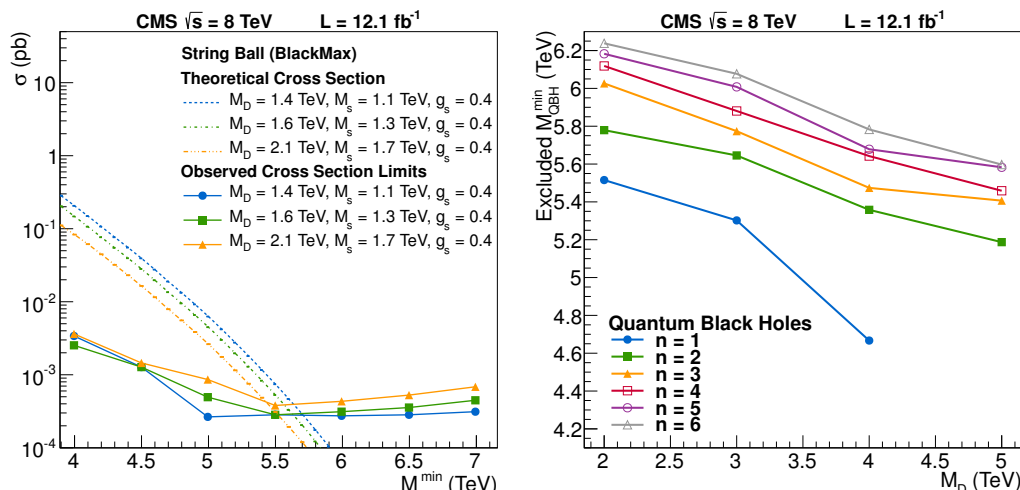 CMS √s = 8 TeV L = 12.1 fb⁻¹
σ (pb)
String Ball (BlackMax)
Theoretical Cross Section
M_D = 1.4 TeV, M_s = 1.1 TeV, g_s = 0.4
M_D = 1.6 TeV, M_s = 1.3 TeV, g_s = 0.4
M_D = 2.1 TeV, M_s = 1.7 TeV, g_s = 0.4
Observed Cross Section Limits
M_D = 1.4 TeV, M_s = 1.1 TeV, g_s = 0.4
M_D = 1.6 TeV, M_s = 1.3 TeV, g_s = 0.4
M_D = 2.1 TeV, M_s = 1.7 TeV, g_s = 0.4
10
1
10⁻¹
10⁻²
10⁻³
10⁻⁴
4 4.5 5 5.5 6 6.5 7
M^min (TeV)
CMS √s = 8 TeV L = 12.1 fb⁻¹
Excluded M_QBH^min (TeV)
6.2
6
5.8
5.6
5.4
5.2
5
4.8
4.6
4.4
4.2
Quantum Black Holes
n = 1
n = 2
n = 3
n = 4
n = 5
n = 6
2 2.5 3 3.5 4 4.5 5
M_D (TeV)